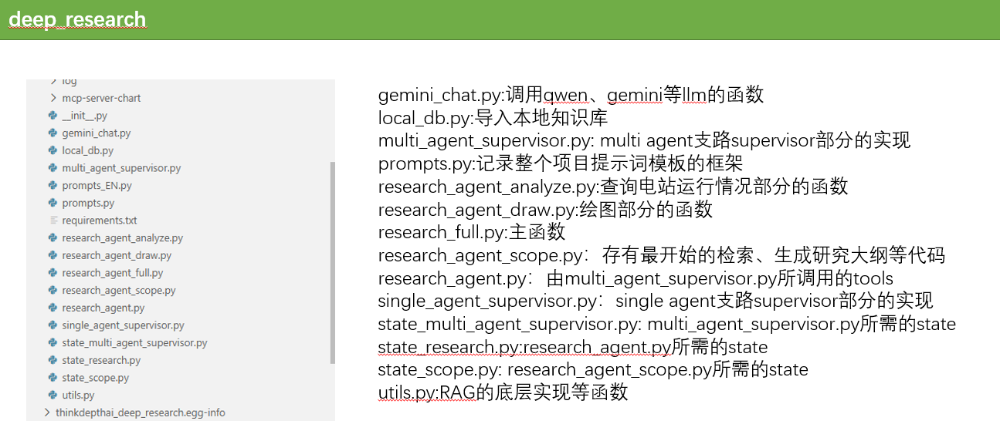 deep_research
log
mcp-server-chart
__init__.py
gemini_chat.py
local_db.py
multi_agent_supervisor.py
prompts_EN.py
prompts.py
requirements.txt
research_agent_analyze.py
research_agent_draw.py
research_agent_full.py
research_agent_scope.py
research_agent.py
single_agent_supervisor.py
state_multi_agent_supervisor.py
state_research.py
state_scope.py
utils.py
thinkdepthai_deep_research.egg-info
gemini_chat.py:调用qwen、gemini等llm的函数
local_db.py:导入本地知识库
multi_agent_supervisor.py: multi agent支路supervisor部分的实现
prompts.py:记录整个项目提示词模板的框架
research_agent_analyze.py:查询电站运行情况部分的函数
research_agent_draw.py:绘图部分的函数
research_full.py:主函数
research_agent_scope.py：存有最开始的检索、生成研究大纲等代码
research_agent.py：由multi_agent_supervisor.py所调用的tools
single_agent_supervisor.py：single agent支路supervisor部分的实现
state_multi_agent_supervisor.py: multi_agent_supervisor.py所需的state
state_research.py:research_agent.py所需的state
state_scope.py: research_agent_scope.py所需的state
utils.py:RAG的底层实现等函数